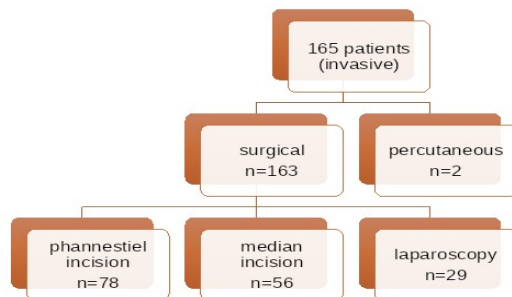 165 patients
(invasive)
surgical
n=163
percutaneous
n=2
phannestiel
incision
n=78
median
incision
n=56
laparoscopy
n=29